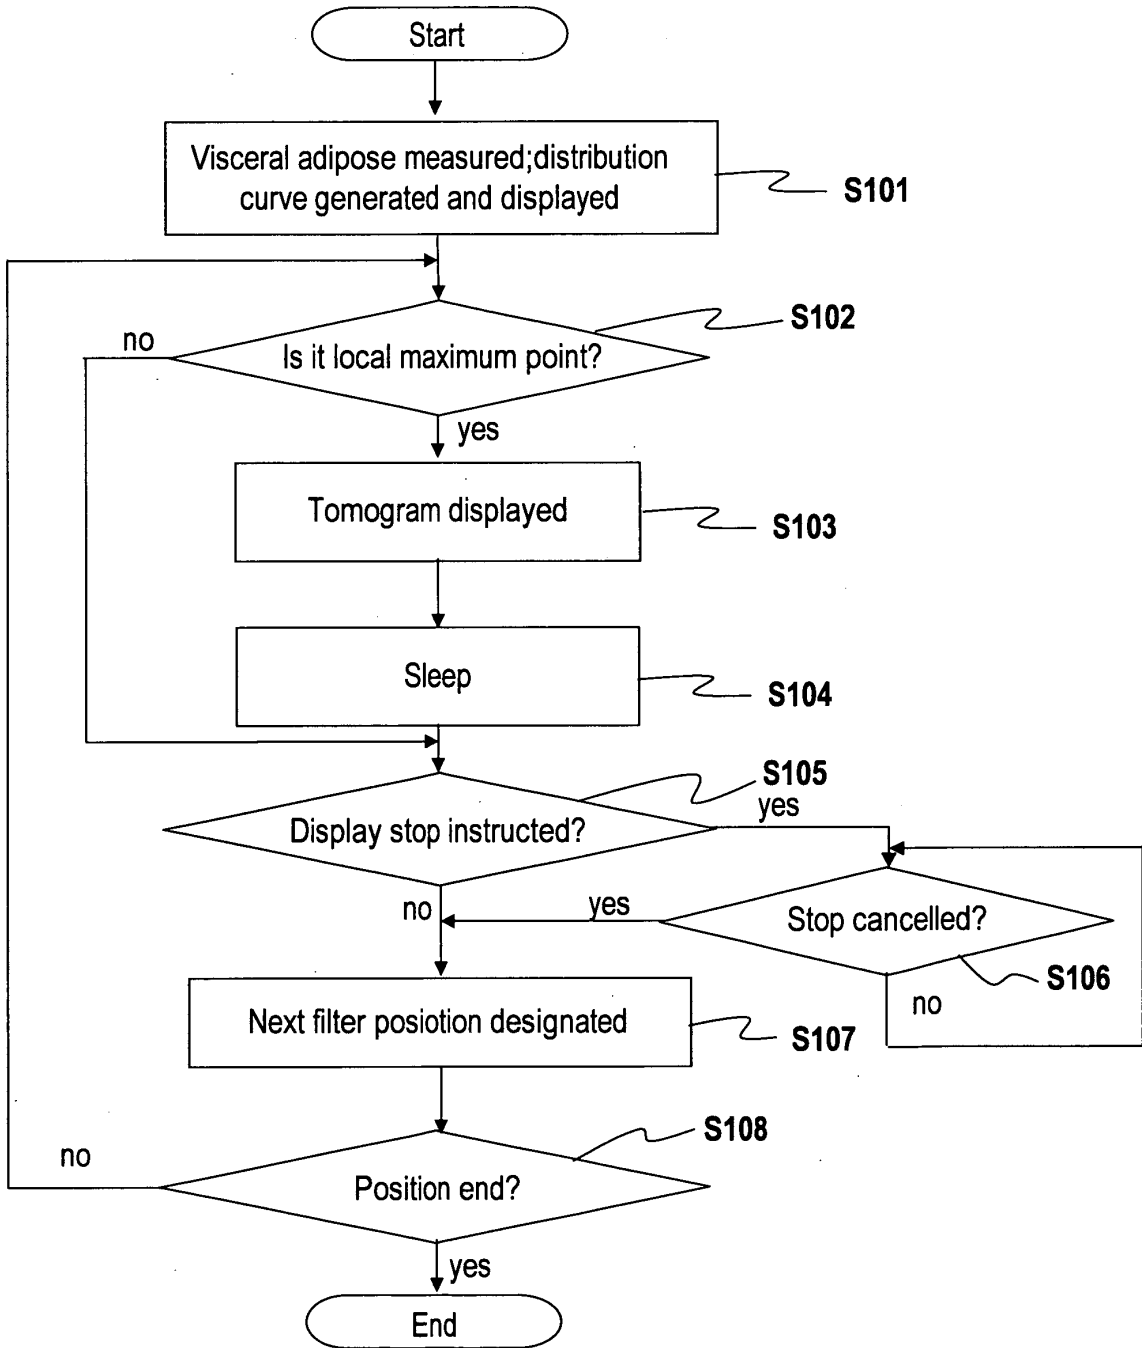 Start
Visceral adipose measured;distribution
curve generated and displayed
S101
S102
no
Is it local maximum point?
yes
Tomogram displayed
S103
Sleep
S104
S105
yes
Display stop instructed?
no
yes
Stop cancelled?
S106
no
Next filter posiotion designated
S107
S108
no
Position end?
yes
End